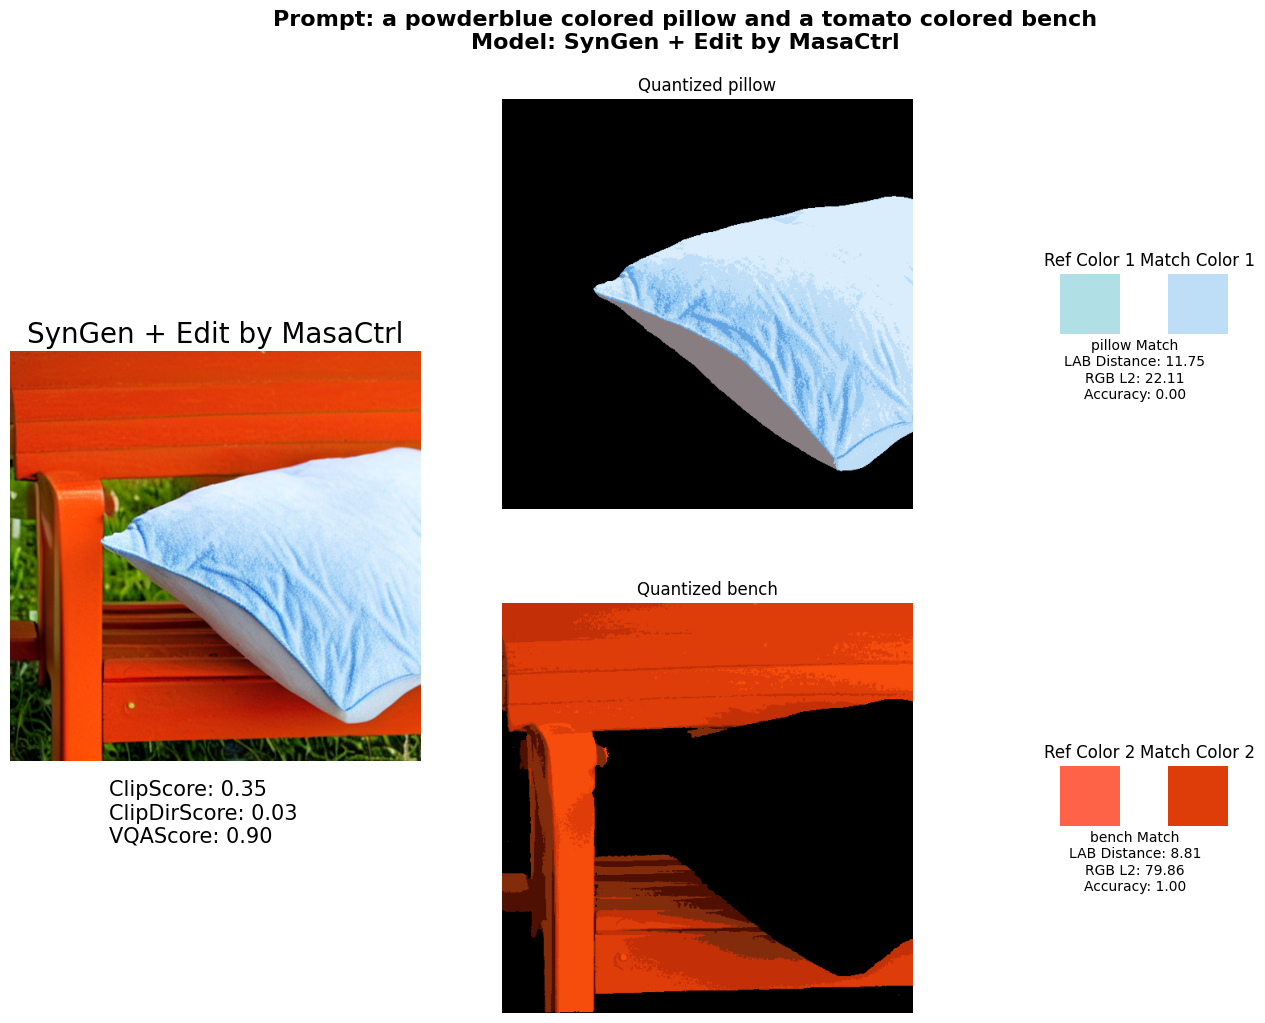 Prompt: a powderblue colored pillow and a tomato colored bench
Model: SynGen + Edit by MasaCtrl
SynGen + Edit by MasaCtrl
ClipScore: 0.35
ClipDirScore: 0.03
VQAScore: 0.90
Quantized pillow
Ref Color 1 Match Color 1
pillow Match
LAB Distance: 11.75
RGB L2: 22.11
Accuracy: 0.00
Quantized bench
Ref Color 2 Match Color 2
bench Match
LAB Distance: 8.81
RGB L2: 79.86
Accuracy: 1.00